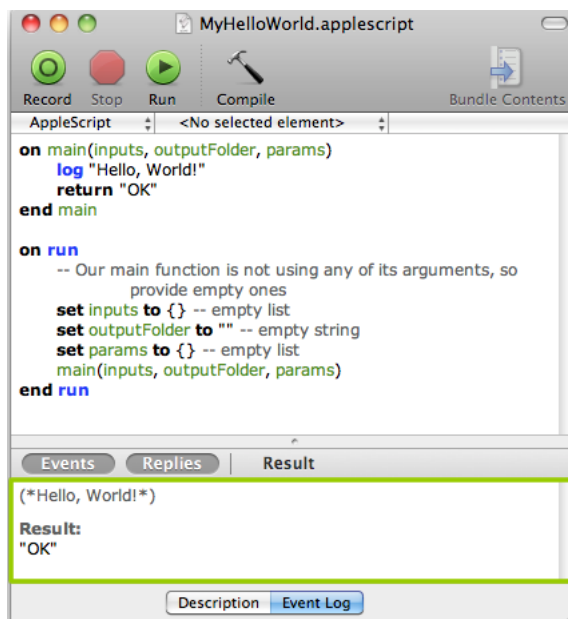 MyHelloWorld.applescript
Record Stop Run Compile Bundle Contents
AppleScript <No selected element>
on main(inputs, outputFolder, params)
log "Hello, World!"
return "OK"
end main
on run
-- Our main function is not using any of its arguments, so
provide empty ones
set inputs to {} -- empty list
set outputFolder to "" -- empty string
set params to {} -- empty list
main(inputs, outputFolder, params)
end run
Events Replies Result
(*Hello, World!*)
Result:
"OK"
Description Event Log